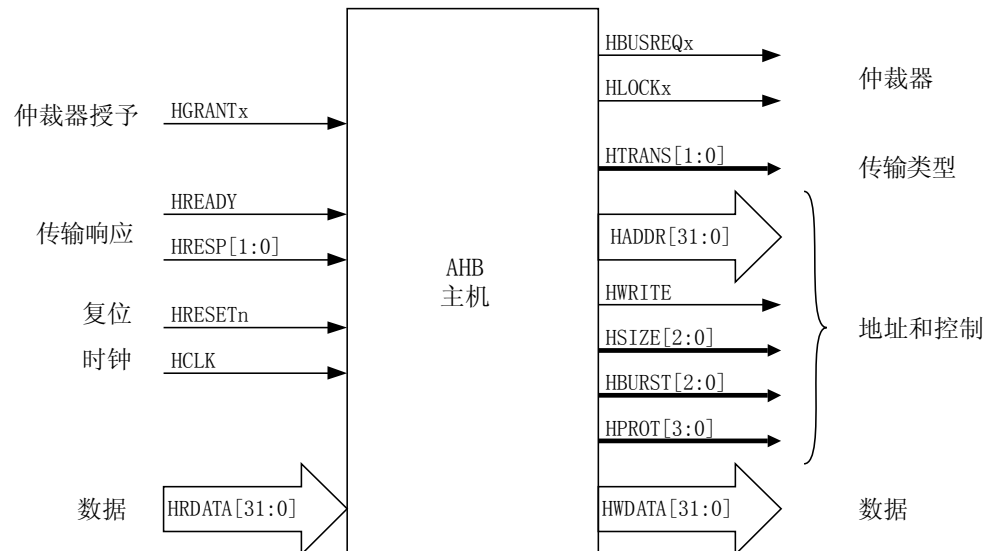 HBUSREQx
仲裁器
HLOCKx
仲裁器授予
HGRANTx
HTRANS[1:0]
传输类型
HREADY
传输响应
HRESP[1:0]
HADDR[31:0]
AHB
主机
HWRITE
复位
HRESETn
HSIZE[2:0]
地址和控制
时钟
HCLK
HBURST[2:0]
HPROT[3:0]
数据
HRDATA[31:0]
HWDATA[31:0]
数据